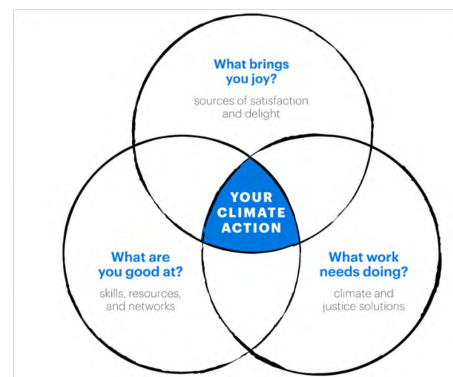 What brings
you joy?
sources of satisfaction
and delight
YOUR
CLIMATE
ACTION
What are
you good at?
skills, resources,
and networks
What work
needs doing?
climate and
justice solutions